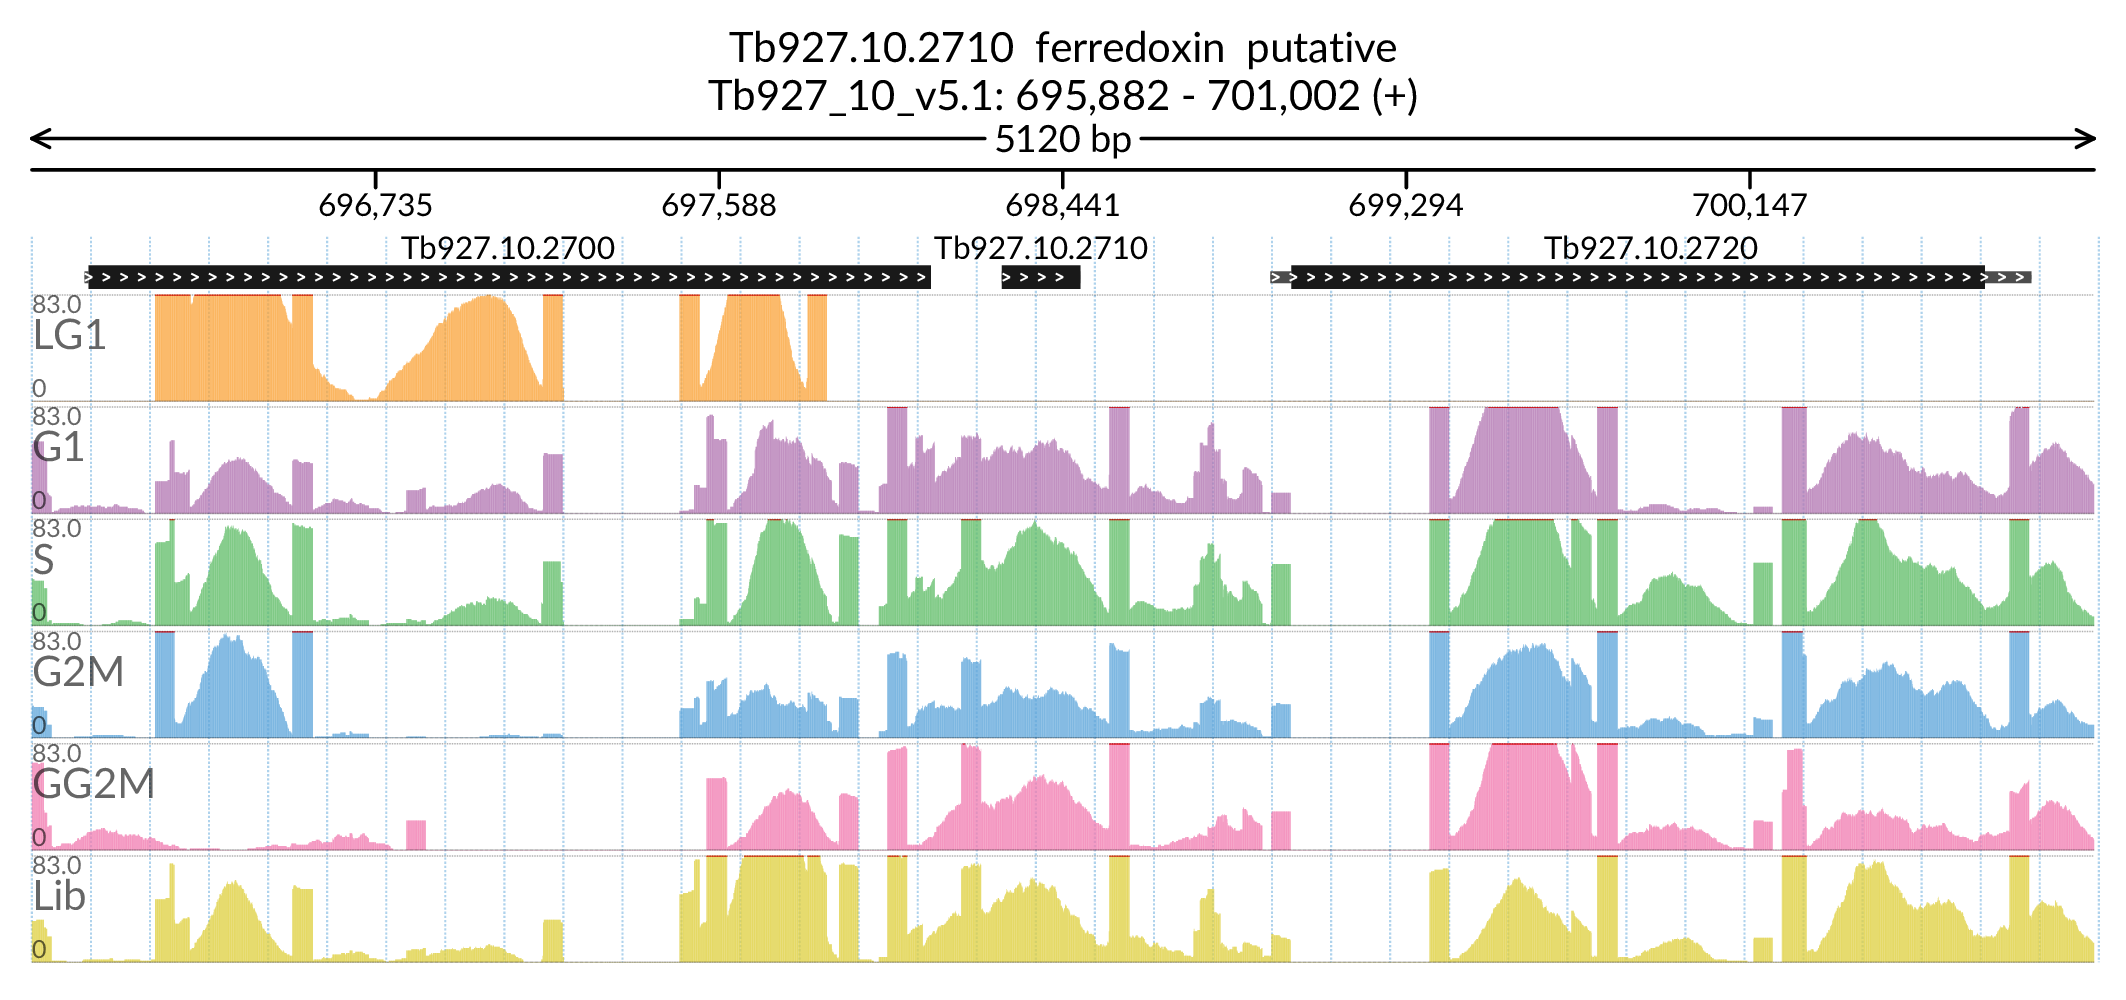 Tb927.10.2710 ferredoxin putative
Tb927_10_v5.1: 695,882 - 701,002 (+)
5120 bp
696,735 697,588 698,441 699,294 700,147
Tb927.10.2700 Tb927.10.2710 Tb927.10.2720
83.0
LG1
0
83.0
G1
0
83.0
S
0
83.0
G2M
0
83.0
GG2M
0
83.0
Lib
0